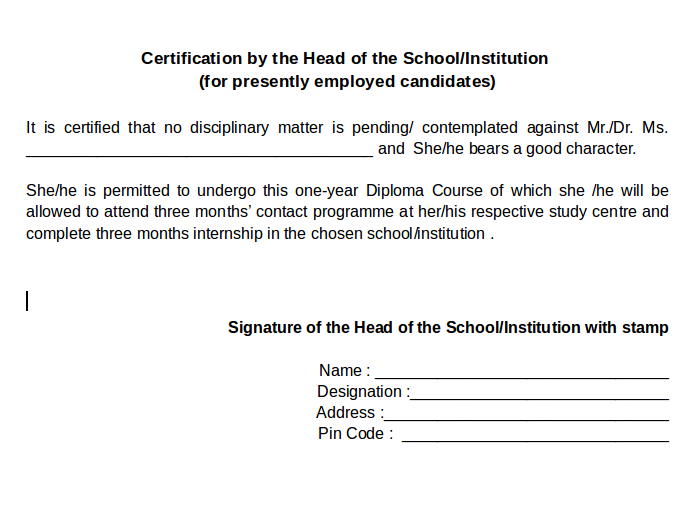 Certification by the Head of the School/Institution
(for presently employed candidates)
It is certified that no disciplinary matter is pending/ contemplated against Mr./Dr. Ms.
_______________________________________ and She/he bears a good character.
She/he is permitted to undergo this one-year Diploma Course of which she /he will be
allowed to attend three months’ contact programme at her/his respective study centre and
complete three months internship in the chosen school/institution .
Signature of the Head of the School/Institution with stamp
Name : _________________________________
Designation :_____________________________
Address :________________________________
Pin Code : ______________________________